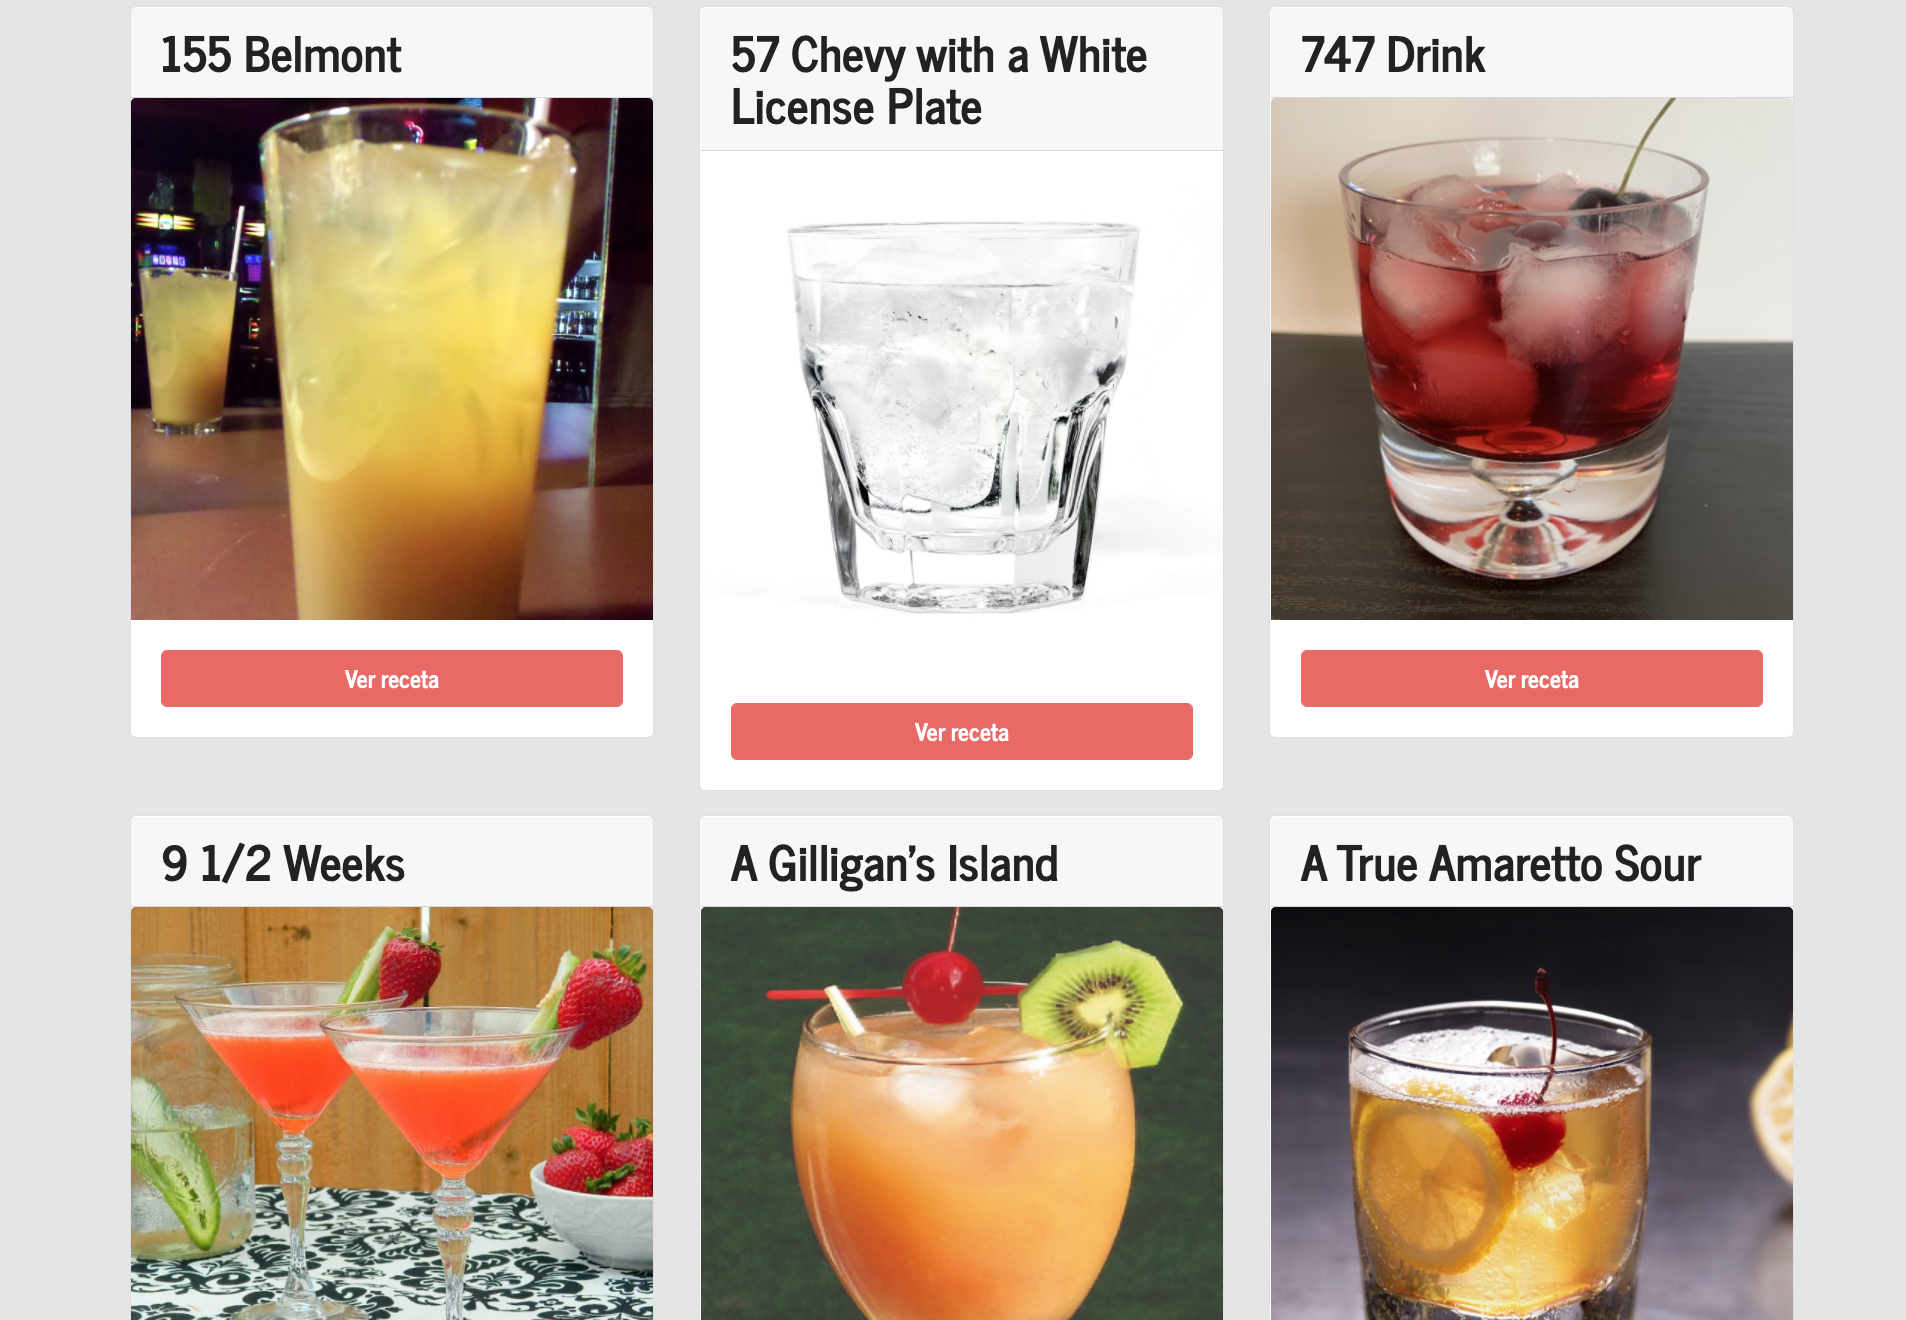 155 Belmont
57 Chevy with a White
License Plate
747 Drink
Ver receta
Ver receta
Ver receta
9 1/2 Weeks
A Gilligan's Island
A True Amaretto Sour